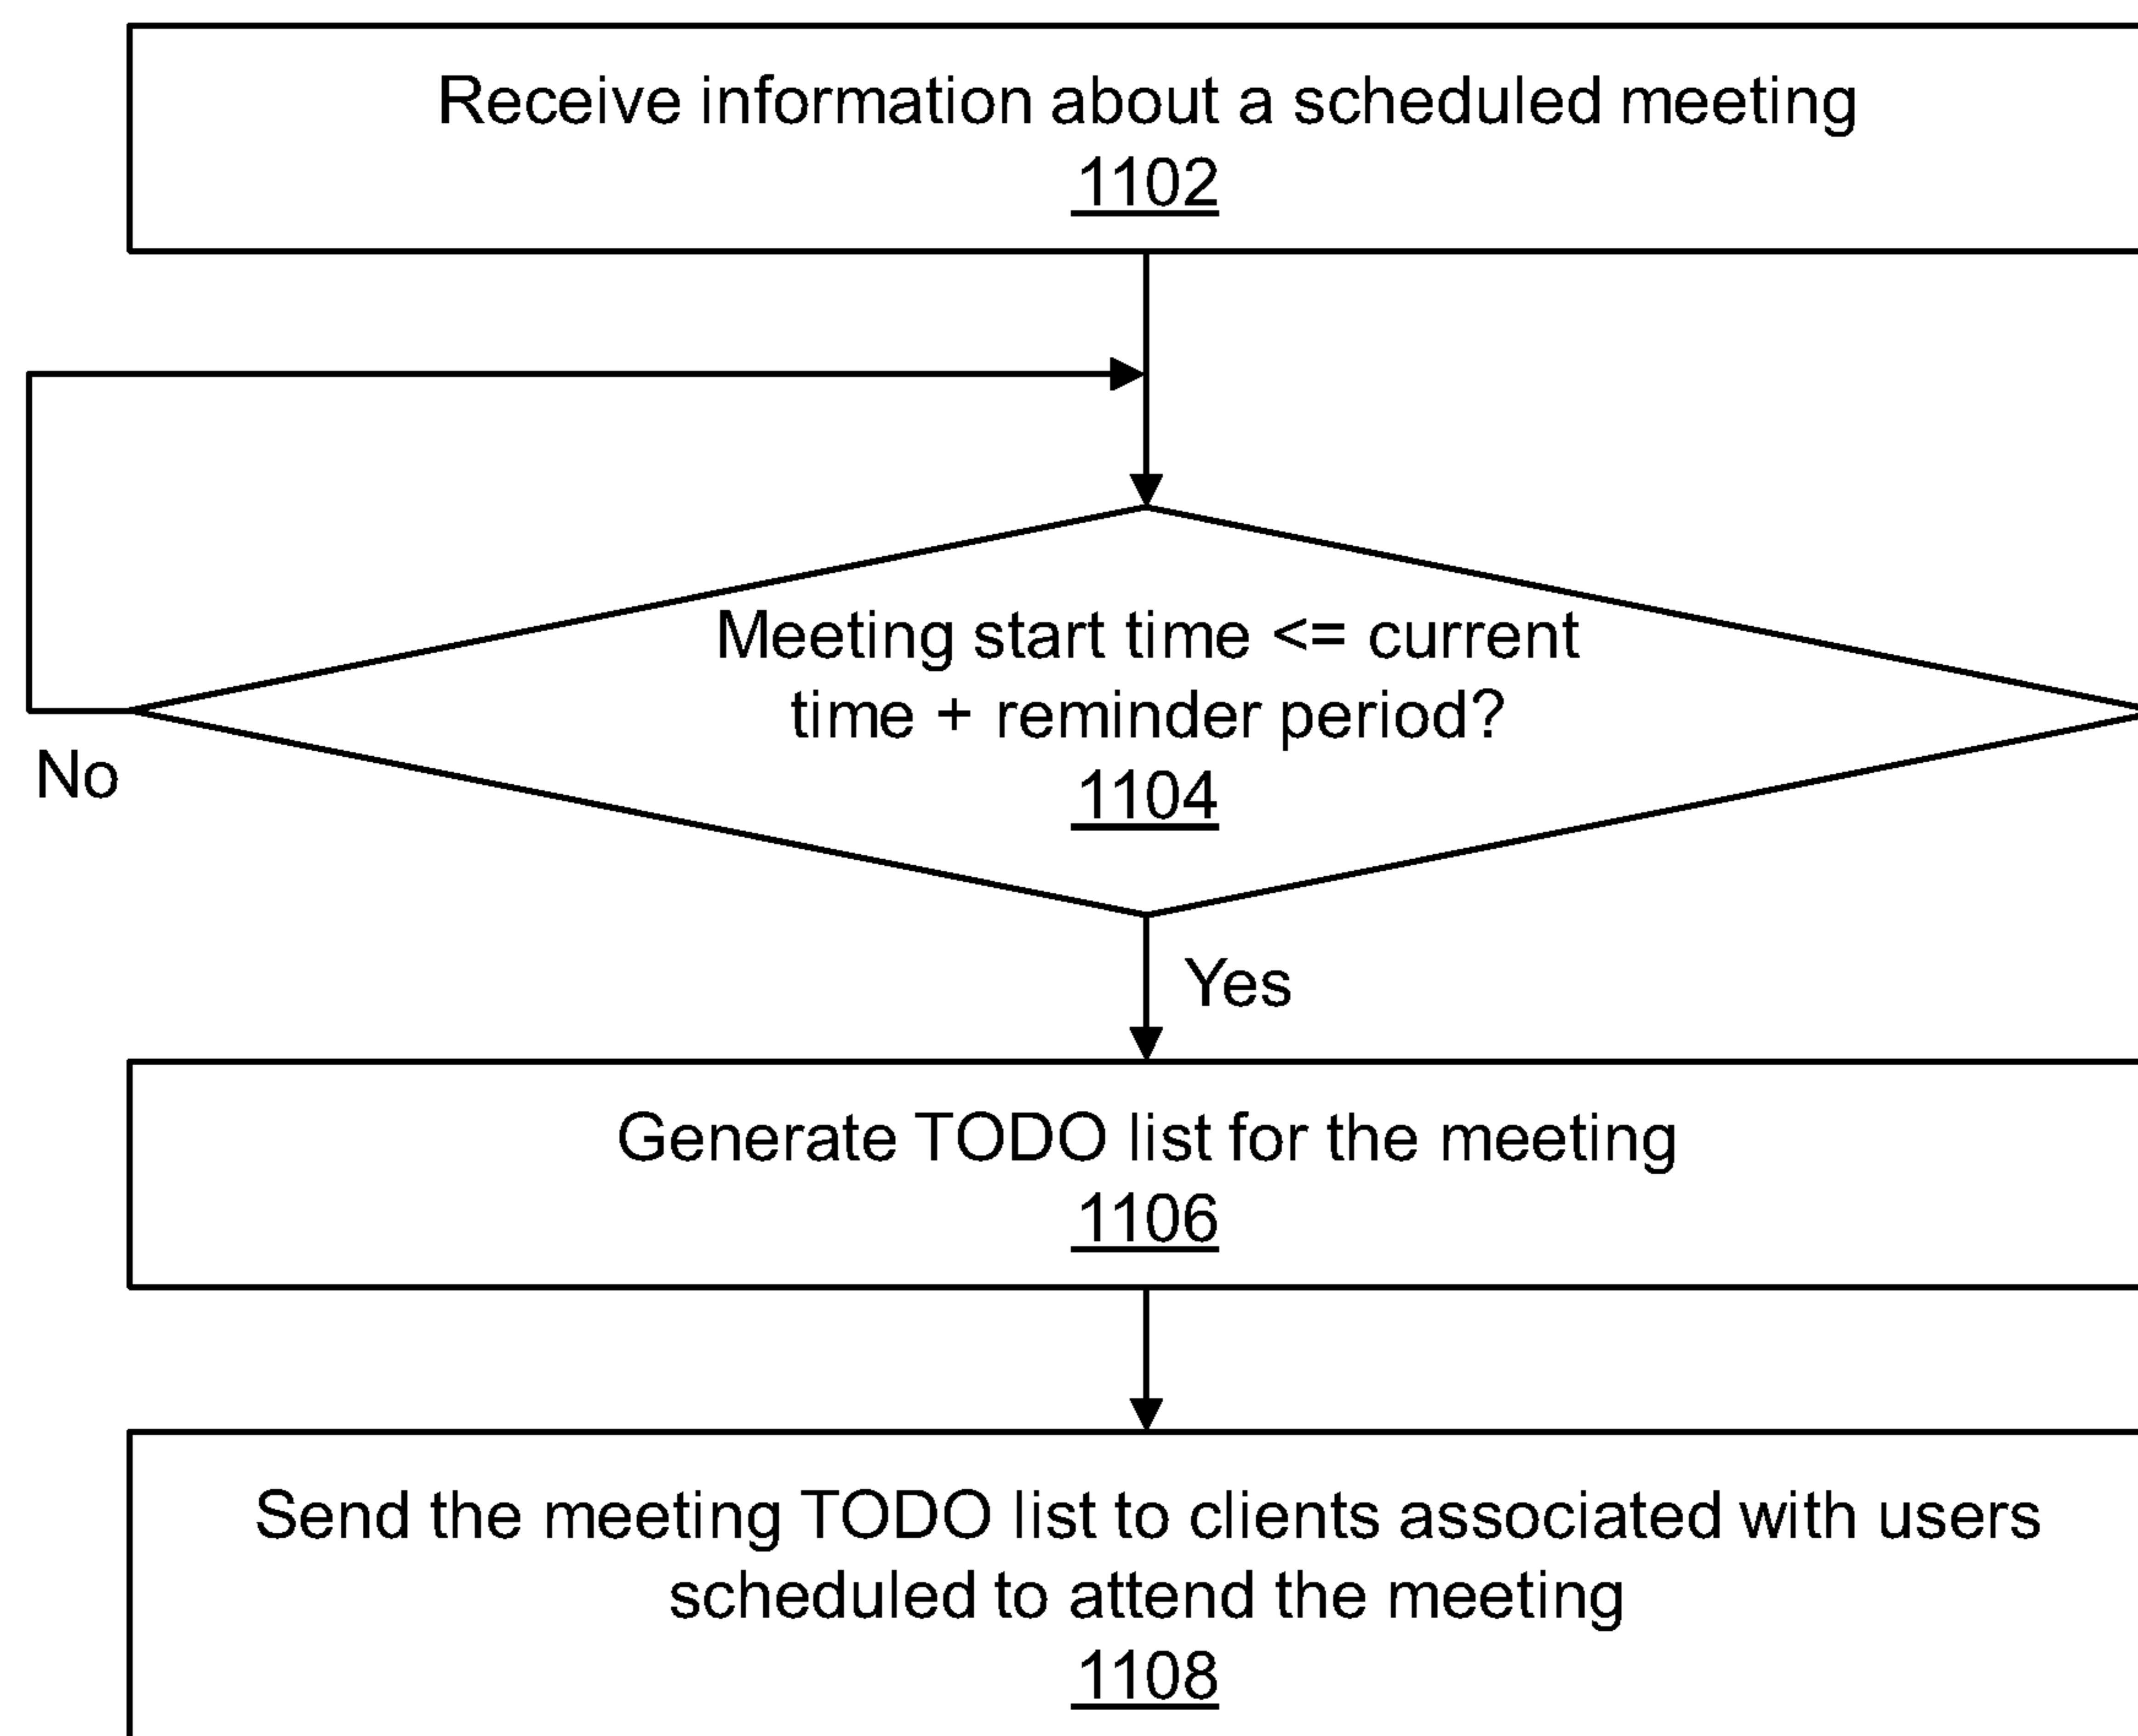 Receive information about a scheduled meeting
1102
Meeting start time <= current
time + reminder period?
1104
No
Yes
Generate TODO list for the meeting
1106
Send the meeting TODO list to clients associated with users
scheduled to attend the meeting
1108